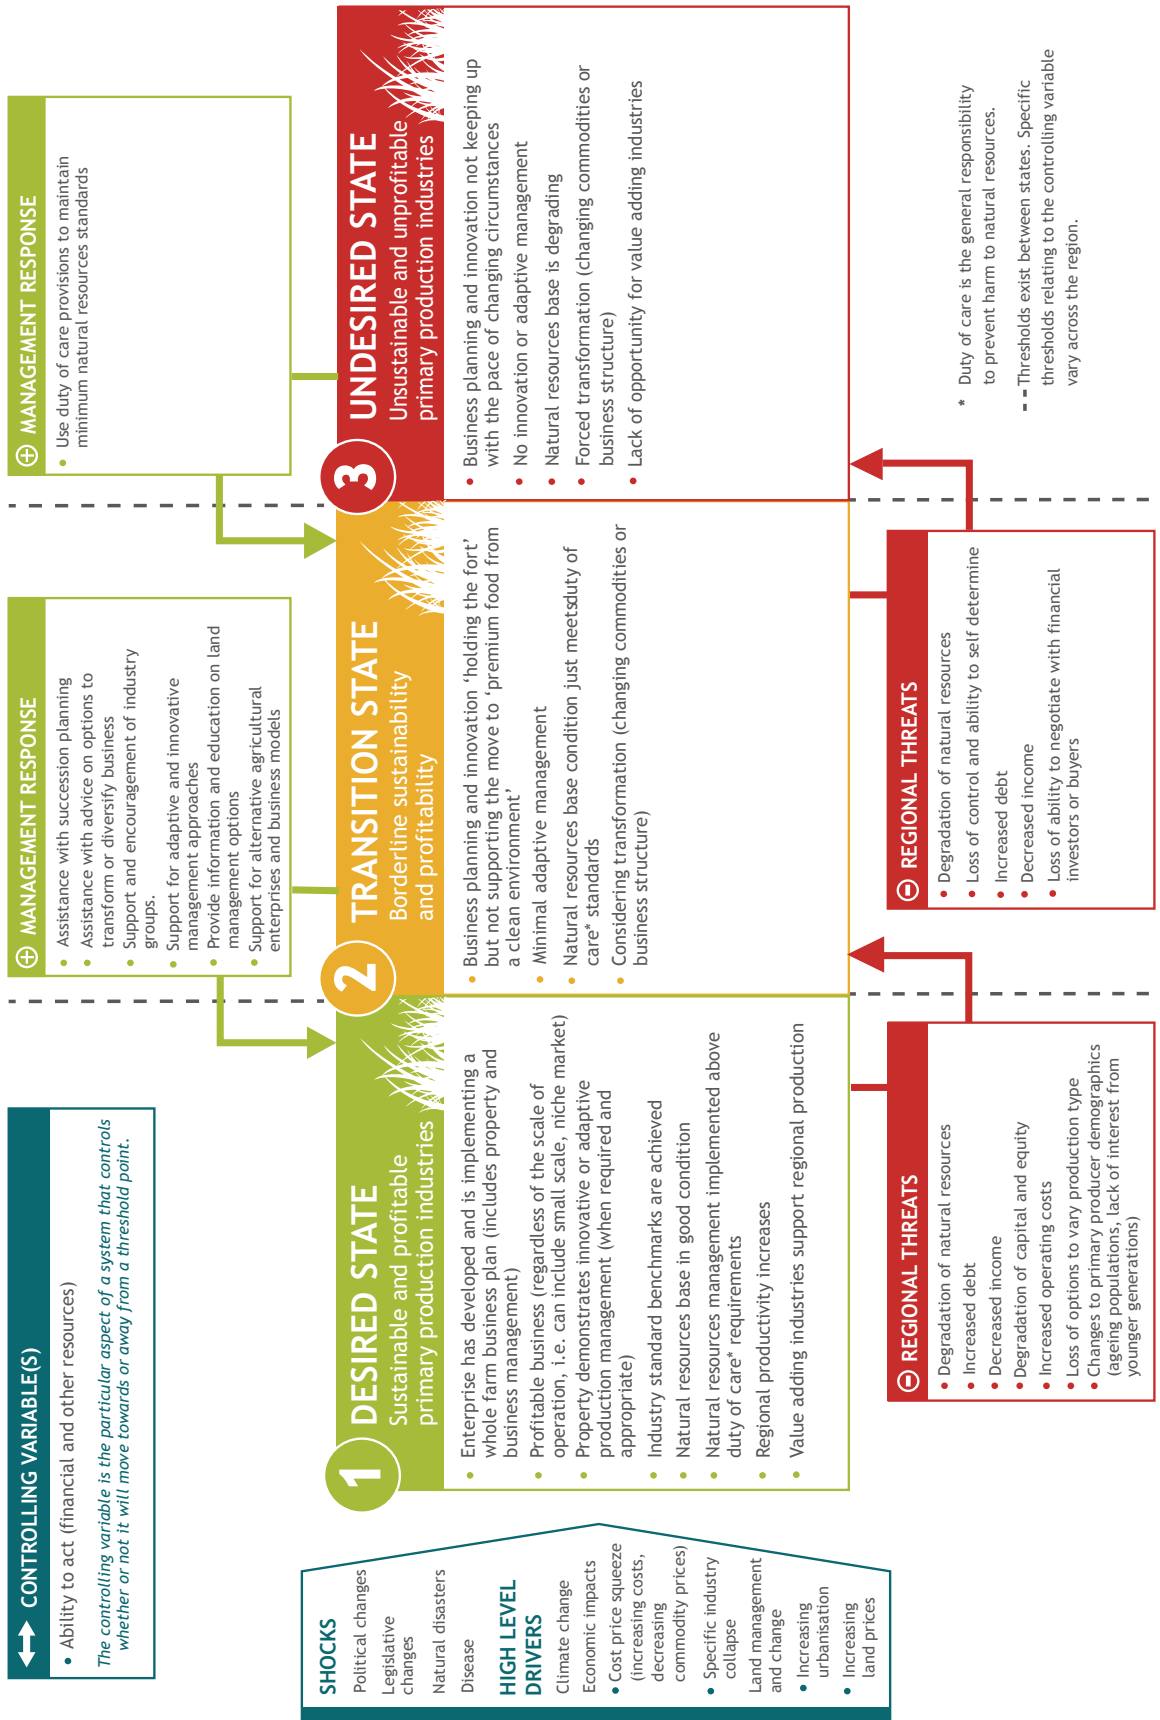 CONTROLLING VARIABLE(S)
• Ability to act (financial and other resources)
The controlling variable is the particular aspect of a system that controls
whether or not it will move towards or away from a threshold point.
MANAGEMENT RESPONSE
• Assistance with succession planning
• Assistance with advice on options to
transform or diversify business
• Support and encouragement of industry
groups.
• Support for adaptive and innovative
management approaches
• Provide information and education on land
management options
• Support for alternative agricultural
enterprises and business models
MANAGEMENT RESPONSE
• Use duty of care provisions to maintain
minimum natural resources standards
SHOCKS
Political changes
Legislative
changes
Natural disasters
Disease
HIGH LEVEL
DRIVERS
Climate change
Economic impacts
• Cost price squeeze
(increasing costs,
decreasing
commodity prices)
• Specific industry
collapse
Land management
and change
• Increasing
urbanisation
• Increasing
land prices
1
DESIRED STATE
Sustainable and profitable
primary production industries
• Enterprise has developed and is implementing a
whole farm business plan (includes property and
business management)
• Profitable business (regardless of the scale of
operation, i.e. can include small scale, niche market)
• Property demonstrates innovative or adaptive
production management (when required and
appropriate)
• Industry standard benchmarks are achieved
• Natural resources base in good condition
• Natural resources management implemented above
duty of care* requirements
• Regional productivity increases
• Value adding industries support regional production
2
TRANSITION STATE
Borderline sustainability
and profitability
• Business planning and innovation ‘holding the fort’
but not supporting the move to ‘premium food from
a clean environment’
• Minimal adaptive management
• Natural resources base condition just meetsduty of
care* standards
• Considering transformation (changing commodities or
business structure)
3
UNDESIRED STATE
Unsustainable and unprofitable
primary production industries
• Business planning and innovation not keeping up
with the pace of changing circumstances
• No innovation or adaptive management
• Natural resources base is degrading
• Forced transformation (changing commodities or
business structure)
• Lack of opportunity for value adding industries
REGIONAL THREATS
• Degradation of natural resources
• Increased debt
• Decreased income
• Degradation of capital and equity
• Increased operating costs
• Loss of options to vary production type
• Changes to primary producer demographics
(ageing populations, lack of interest from
younger generations)
REGIONAL THREATS
• Degradation of natural resources
• Loss of control and ability to self determine
• Increased debt
• Decreased income
• Loss of ability to negotiate with financial
investors or buyers
* Duty of care is the general responsibility
to prevent harm to natural resources.
-- Thresholds exist between states. Specific
thresholds relating to the controlling variable
vary across the region.